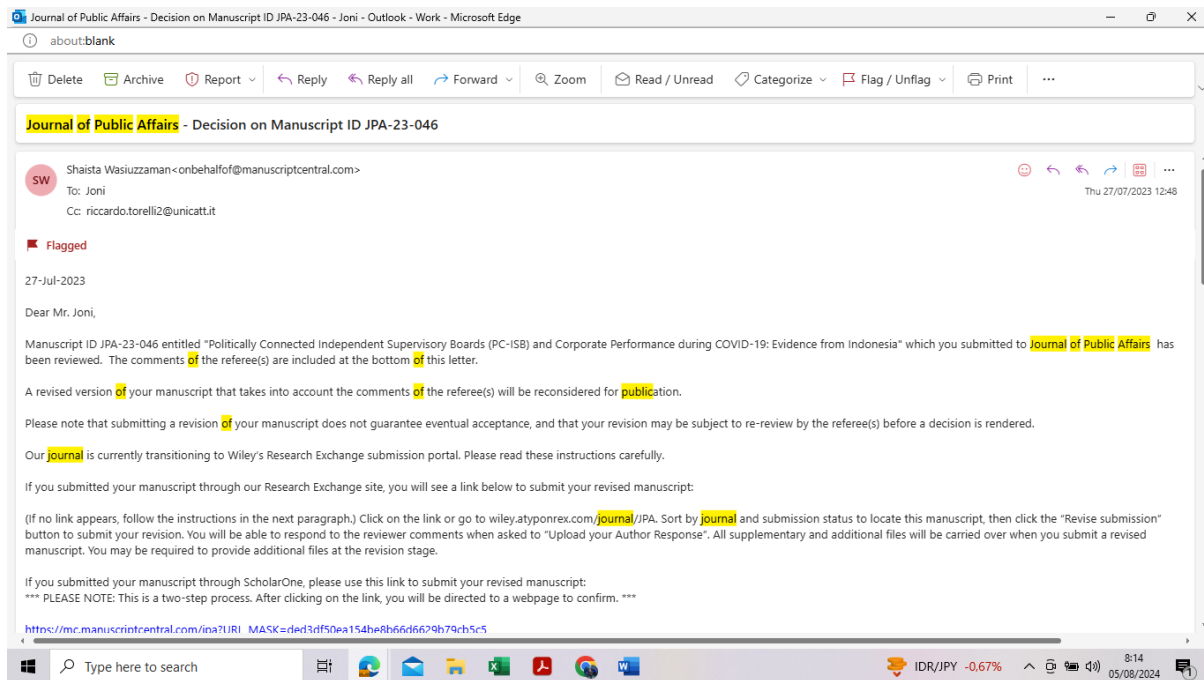 Journal of Public Affairs - Decision on Manuscript ID JPA-23-046 - Joni - Outlook - Work - Microsoft Edge
about:blank
Delete Archive Report Reply Reply all Forward Zoom Read / Unread Categorize Flag / Unflag Print ...
Journal of Public Affairs - Decision on Manuscript ID JPA-23-046
SW
Shaista Wasiuzzaman<onbehalfof@manuscriptcentral.com>
To: Joni
Thu 27/07/2023 12:48
Cc: riccardo.torelli2@unicatt.it
Flagged
27-Jul-2023
Dear Mr. Joni,
Manuscript ID JPA-23-046 entitled "Politically Connected Independent Supervisory Boards (PC-ISB) and Corporate Performance during COVID-19: Evidence from Indonesia" which you submitted to Journal of Public Affairs has
been reviewed. The comments of the referee(s) are included at the bottom of this letter.
A revised version of your manuscript that takes into account the comments of the referee(s) will be reconsidered for publication.
Please note that submitting a revision of your manuscript does not guarantee eventual acceptance, and that your revision may be subject to re-review by the referee(s) before a decision is rendered.
Our journal is currently transitioning to Wiley's Research Exchange submission portal. Please read these instructions carefully.
If you submitted your manuscript through our Research Exchange site, you will see a link below to submit your revised manuscript:
(If no link appears, follow the instructions in the next paragraph.) Click on the link or go to wiley.atyponrex.com/journal/JPA. Sort by journal and submission status to locate this manuscript, then click the “Revise submission”
button to submit your revision. You will be able to respond to the reviewer comments when asked to “Upload your Author Response”. All supplementary and additional files will be carried over when you submit a revised
manuscript. You may be required to provide additional files at the revision stage.
If you submitted your manuscript through ScholarOne, please use this link to submit your revised manuscript:
*** PLEASE NOTE: This is a two-step process. After clicking on the link, you will be directed to a webpage to confirm. ***
https://mc.manuscriptcentral.com/jpa?URL_MASK=ded3df50ea154be8b66d6629b79cb5c5
Type here to search
IDR/JPY -0,67%
8:14
05/08/2024
1